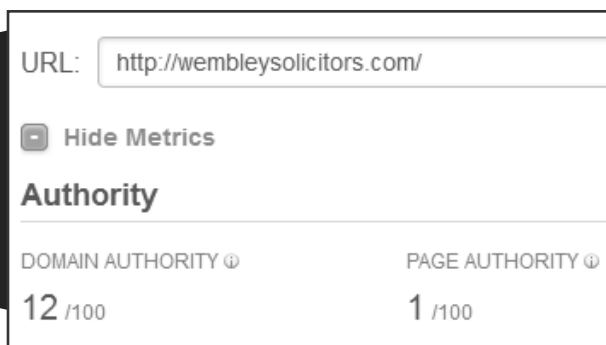 URL: http://wembleysolicitors.com/
- Hide Metrics
Authority
DOMAIN AUTHORITY ⓘ PAGE AUTHORITY ⓘ
12 /100 1 /100